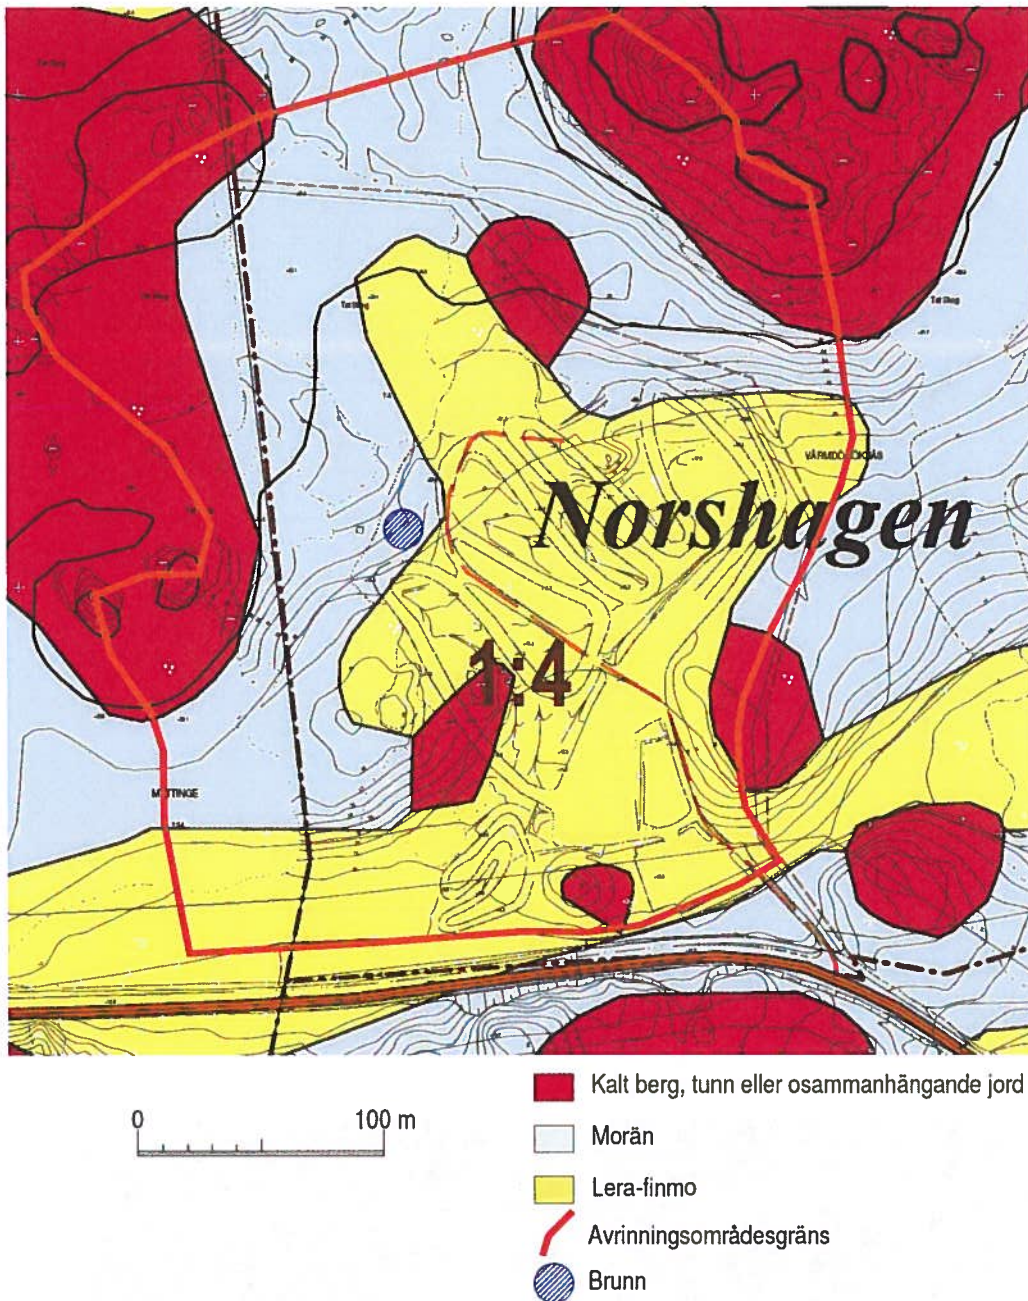 Norshagen
1:4
0 100 m
Kalt berg, tunn eller osammanhängande jord
Morän
Lera-finmo
Avrinningsområdesgräns
Brunn